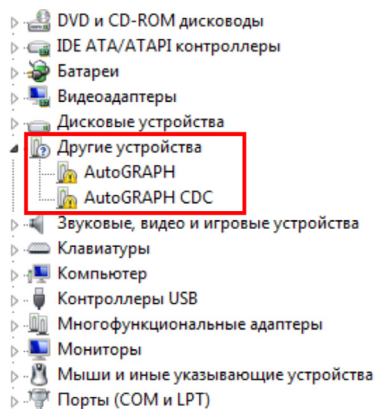 DVD и CD-ROM дисководы
IDE ATA/ATAPI контроллеры
Батареи
Видеоадаптеры
Дисковые устройства
Другие устройства
AutoGRAPH
AutoGRAPH CDC
Звуковые, видео и игровые устройства
Клавиатуры
Компьютер
Контроллеры USB
Многофункциональные адаптеры
Мониторы
Мыши и иные указывающие устройства
Порты (COM и LPT)